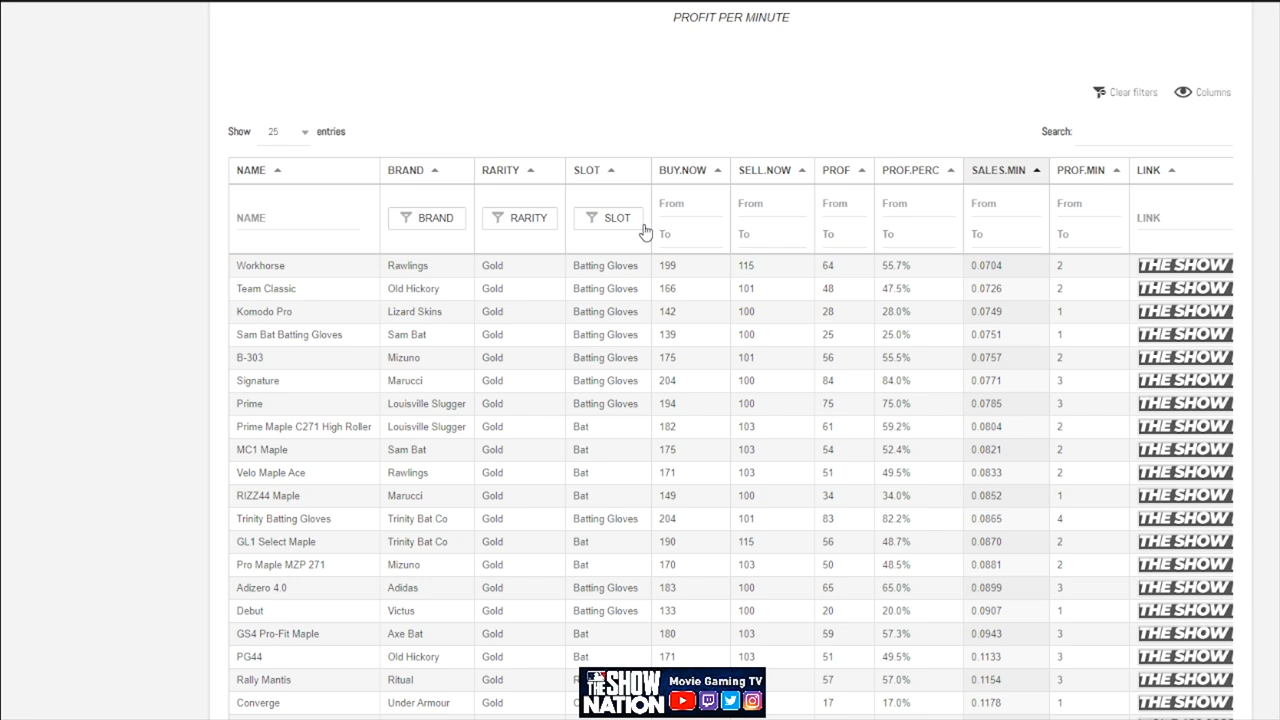 PROFIT PER MINUTE
Clear filters Columns
Show 25 entries Search:
NAME BRAND RARITY SLOT BUY.NOW SELL.NOW PROF PROF.PERC SALES.MIN PROF.MIN LINK
From From From From From From
NAME BRAND RARITY SLOT LINK
To To To To To To
Workhorse Rawlings Gold Batting Gloves 199 115 64 55.7% 0.0704 2 THE SHOW
Team Classic Old Hickory Gold Batting Gloves 166 101 48 47.5% 0.0726 2 THE SHOW
Komodo Pro Lizard Skins Gold Batting Gloves 142 100 28 28.0% 0.0749 1 THE SHOW
Sam Bat Batting Gloves Sam Bat Gold Batting Gloves 139 100 25 25.0% 0.0751 1 THE SHOW
B-303 Mizuno Gold Batting Gloves 175 101 56 55.5% 0.0757 2 THE SHOW
Signature Marucci Gold Batting Gloves 204 100 84 84.0% 0.0771 3 THE SHOW
Prime Louisville Slugger Gold Batting Gloves 194 100 75 75.0% 0.0785 3 THE SHOW
Prime Maple C271 High Roller Louisville Slugger Gold Bat 182 103 61 59.2% 0.0804 2 THE SHOW
MC1 Maple Sam Bat Gold Bat 175 103 54 52.4% 0.0821 2 THE SHOW
Velo Maple Ace Rawlings Gold Bat 171 103 51 49.5% 0.0833 2 THE SHOW
RIZZ44 Maple Marucci Gold Bat 149 100 34 34.0% 0.0852 1 THE SHOW
Trinity Batting Gloves Trinity Bat Co Gold Batting Gloves 204 101 83 82.2% 0.0865 4 THE SHOW
GL1 Select Maple Trinity Bat Co Gold Bat 190 115 56 48.7% 0.0870 2 THE SHOW
Pro Maple MZP 271 Mizuno Gold Bat 170 103 50 48.5% 0.0881 2 THE SHOW
Adizero 4.0 Adidas Gold Batting Gloves 183 100 65 65.0% 0.0899 3 THE SHOW
Debut Victus Gold Batting Gloves 133 100 20 20.0% 0.0907 1 THE SHOW
GS4 Pro-Fit Maple Axe Bat Gold Bat 180 103 59 57.3% 0.0943 3 THE SHOW
PG44 Old Hickory Gold Bat 171 103 51 49.5% 0.1133 3 THE SHOW
Rally Mantis Ritual Gold 57 57.0% 0.1154 3 THE SHOW
Converge Under Armour Gold 17 17.0% 0.1178 1 THE SHOW
THE SHOW NATION
Movie Gaming TV